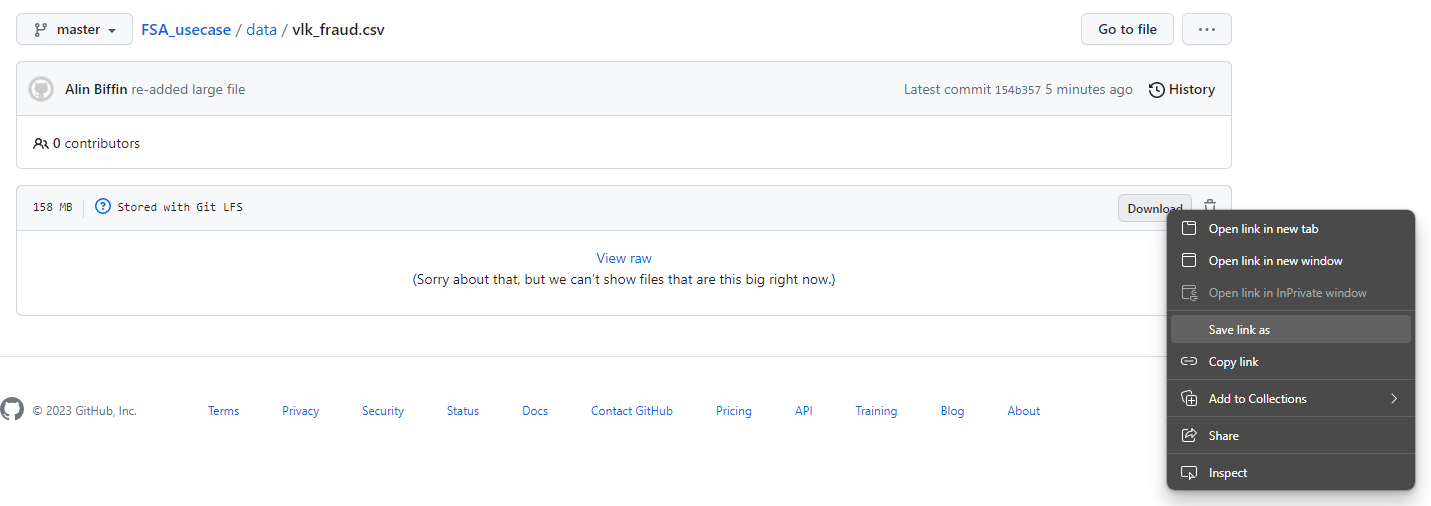 master FSA_usecase / data / vlk_fraud.csv Go to file ...
Alin Biffin re-added large file Latest commit 154b357 5 minutes ago History
0 contributors
158 MB Stored with Git LFS Download
View raw
(Sorry about that, but we can't show files that are this big right now.)
Open link in new tab
Open link in new window
Open link in InPrivate window
Save link as
Copy link
Add to Collections
Share
Inspect
© 2023 GitHub, Inc. Terms Privacy Security Status Docs Contact GitHub Pricing API Training Blog About